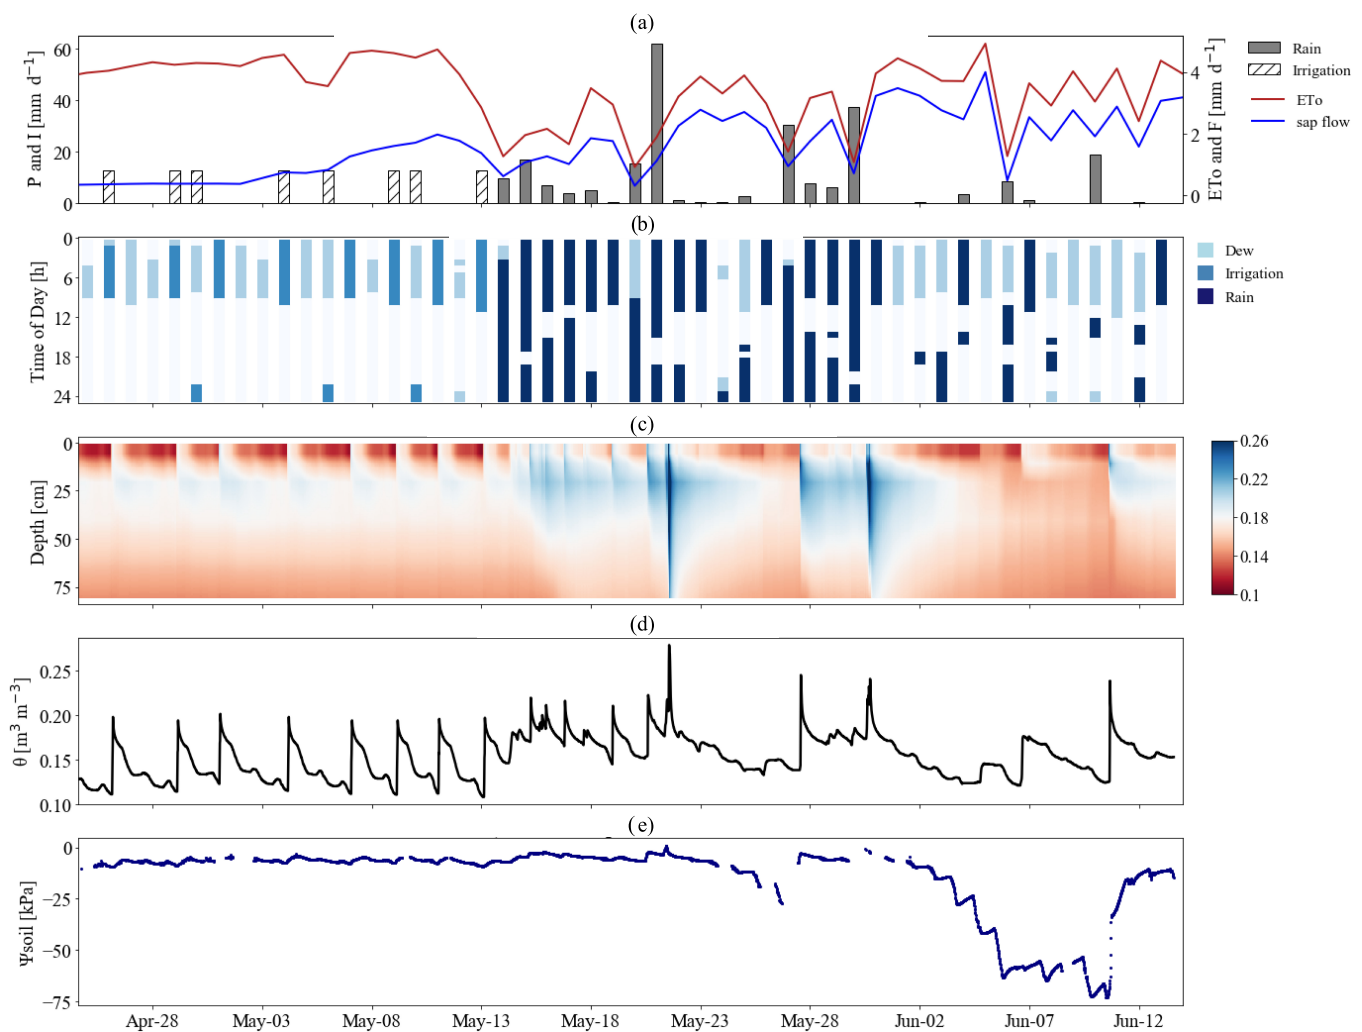 (a)
P and I [mm d−1]
60
40
20
0
4
2
0
ETo and F [mm d−1]
Rain
Irrigation
ETo
sap flow
(b)
Time of Day [h]
0
6
12
18
24
Dew
Irrigation
Rain
(c)
Depth [cm]
0
25
50
75
0.26
0.22
0.18
0.14
0.1
(d)
θ [m3 m−3]
0.25
0.20
0.15
0.10
(e)
Ψsoil [kPa]
0
−25
−50
−75
Apr-28 May-03 May-08 May-13 May-18 May-23 May-28 Jun-02 Jun-07 Jun-12